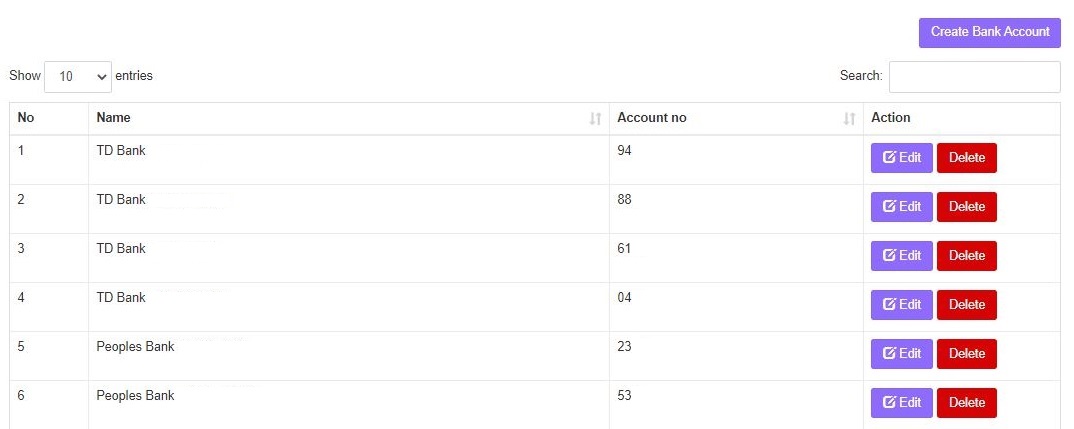 Create Bank Account
Show 10 entries Search:
No Name Account no Action
1 TD Bank 94 Edit Delete
2 TD Bank 88 Edit Delete
3 TD Bank 61 Edit Delete
4 TD Bank 04 Edit Delete
5 Peoples Bank 23 Edit Delete
6 Peoples Bank 53 Edit Delete